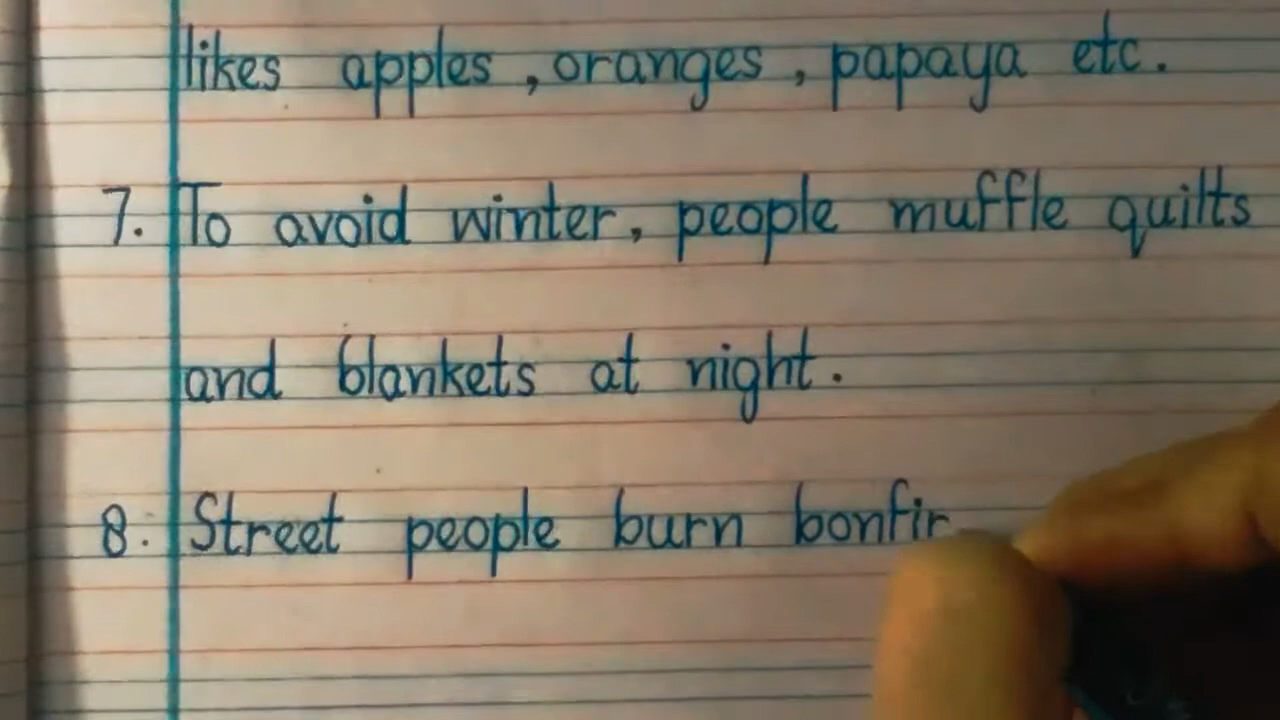 likes apples , oranges , papaya etc.
7. To avoid winter, people muffle quilts
and blankets at night.
8. Street people burn bonfir